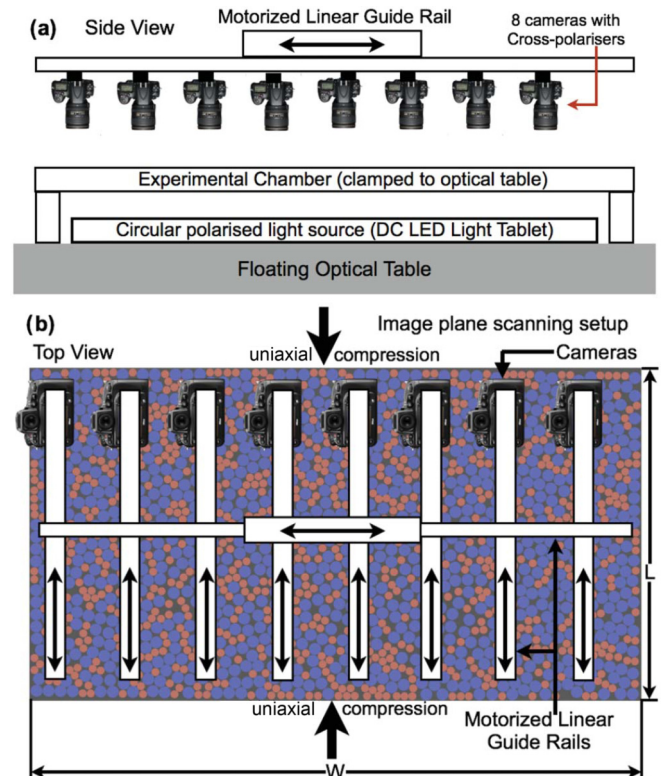 (a)
Side View
Motorized Linear Guide Rail
8 cameras with
Cross-polarisers
Experimental Chamber (clamped to optical table)
Circular polarised light source (DC LED Light Tablet)
Floating Optical Table
(b)
Image plane scanning setup
Top View
uniaxial compression
Cameras
L
uniaxial compression
Motorized Linear
Guide Rails
W